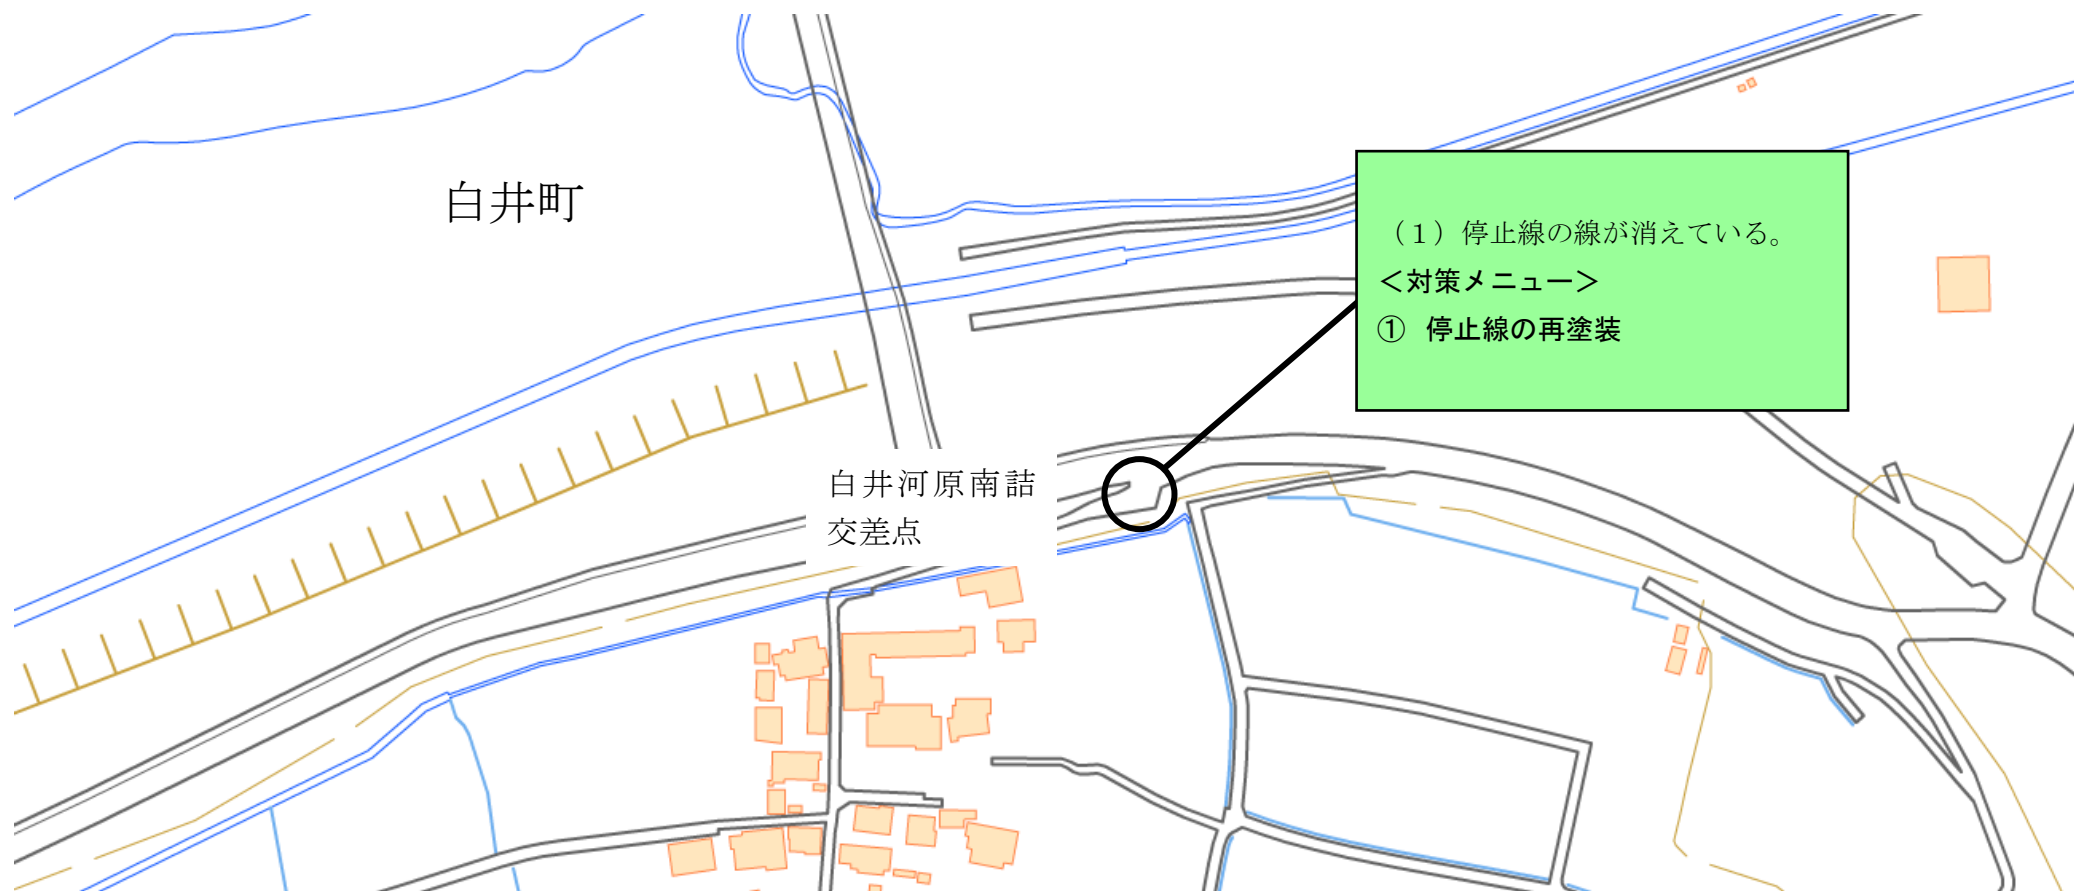 白井町
（１）停止線の線が消えている。
＜対策メニュー＞
① 停止線の再塗装
白井河原南詰
交差点